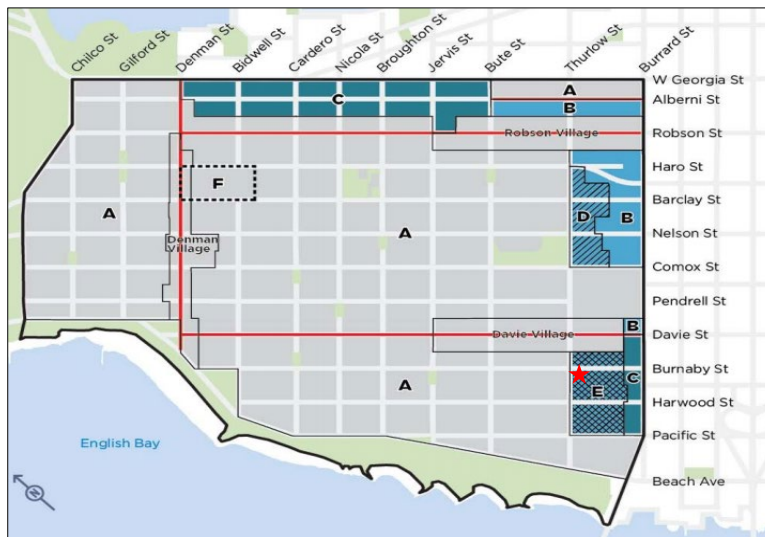 Chilco St
Gilford St
Denman St
Bidwell St
Cardero St
Nicola St
Broughton St
Jervis St
Bute St
Thurlow St
Burrard St
W Georgia St
A
Alberni St
C
B
Robson Village
Robson St
Haro St
F
Barclay St
A
D
B
A
Denman
Village
Nelson St
Comox St
Pendrell St
B
Davie Village
Davie St
Burnaby St
A
E
C
Harwood St
Pacific St
English Bay
Beach Ave
N